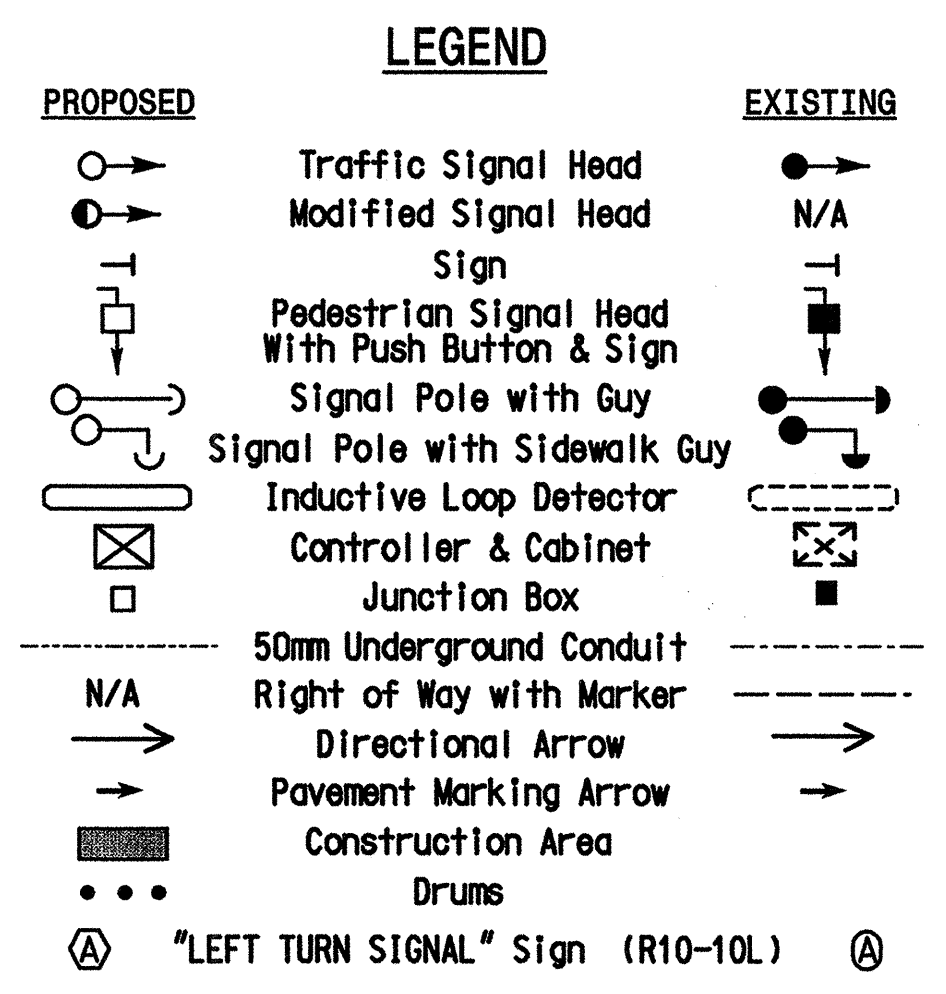 LEGEND
PROPOSED EXISTING
Traffic Signal Head
Modified Signal Head N/A
Sign
Pedestrian Signal Head
With Push Button & Sign
Signal Pole with Guy
Signal Pole with Sidewalk Guy
Inductive Loop Detector
Controller & Cabinet
Junction Box
50mm Underground Conduit
N/A Right of Way with Marker
Directional Arrow
Pavement Marking Arrow
Construction Area
Drums
A "LEFT TURN SIGNAL" Sign (R10-10L) A